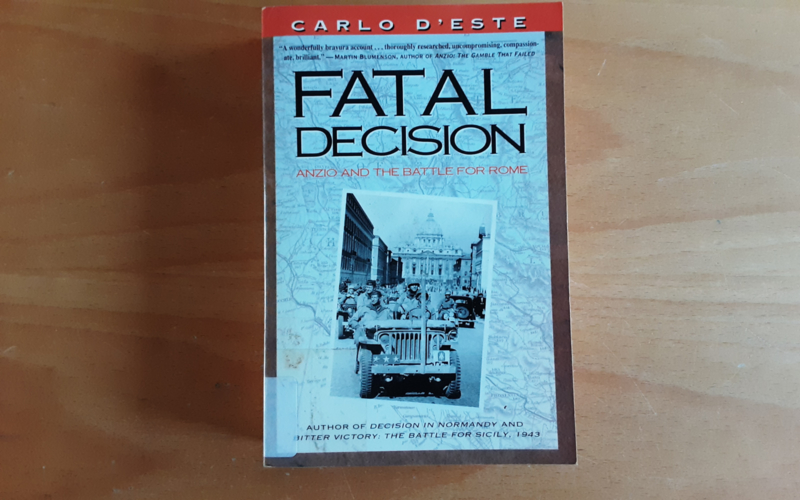 CARLO D'ESTE
"A wonderfully bravura account . . . thoroughly researched, uncompromising, compassion-
ate, brilliant." — MARTIN BLUMENSON, AUTHOR OF ANZIO: THE GAMBLE THAT FAILED
FATAL
DECISION
ANZIO AND THE BATTLE FOR ROME
AUTHOR OF DECISION IN NORMANDY AND
BITTER VICTORY: THE BATTLE FOR SICILY, 1943